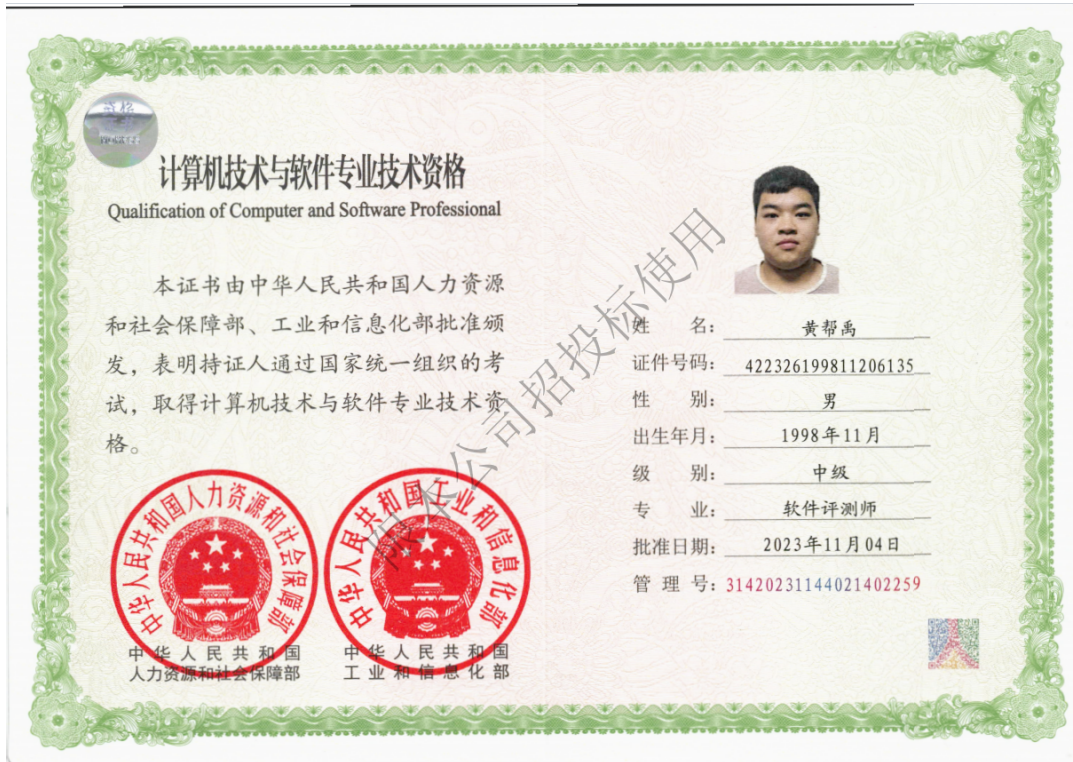 计算机技术与软件专业技术资格
Qualification of Computer and Software Professional
本证书由中华人民共和国人力资源
和社会保障部、工业和信息化部批准颁
发，表明持证人通过国家统一组织的考
试，取得计算机技术与软件专业技术资
格。
中华人民共和国人力资源和社会保障部
中华人民共和国工业和信息化部
中华人民共和国
人力资源和社会保障部
中华人民共和国
工业和信息化部
姓 名： 黄帮禹
证件号码： 422326199811206135
性 别： 男
出生年月： 1998年11月
级 别： 中级
专 业： 软件评测师
批准日期： 2023年11月04日
管 理 号： 31420231144021402259
限本公司招投标使用